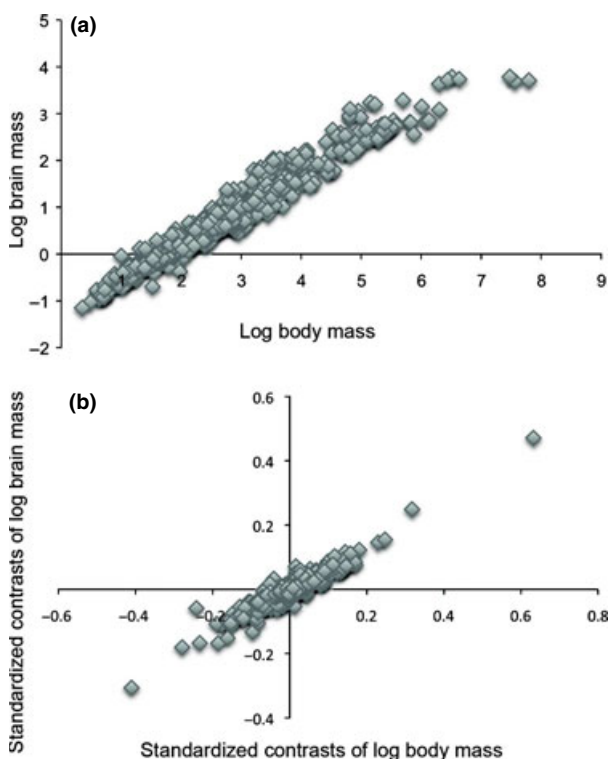 (a)
5
4
3
2
1
0
–1
–2
1 2 3 4 5 6 7 8 9
Log brain mass
Log body mass
(b)
0.6
0.4
0.2
–0.2
–0.4
–0.6 –0.4 –0.2 0 0.2 0.4 0.6 0.8
Standardized contrasts of log brain mass
Standardized contrasts of log body mass